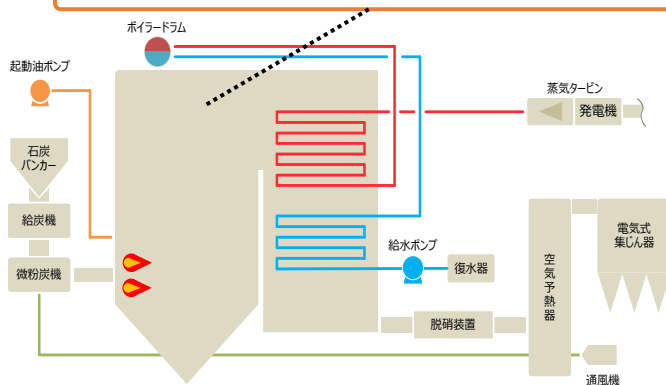 ボイラードラム
起動油ポンプ
蒸気タービン
発電機
石炭
バンカー
給炭機
微粉炭機
給水ポンプ
復水器
電気式
集じん器
空気予熱器
脱硝装置
通風機